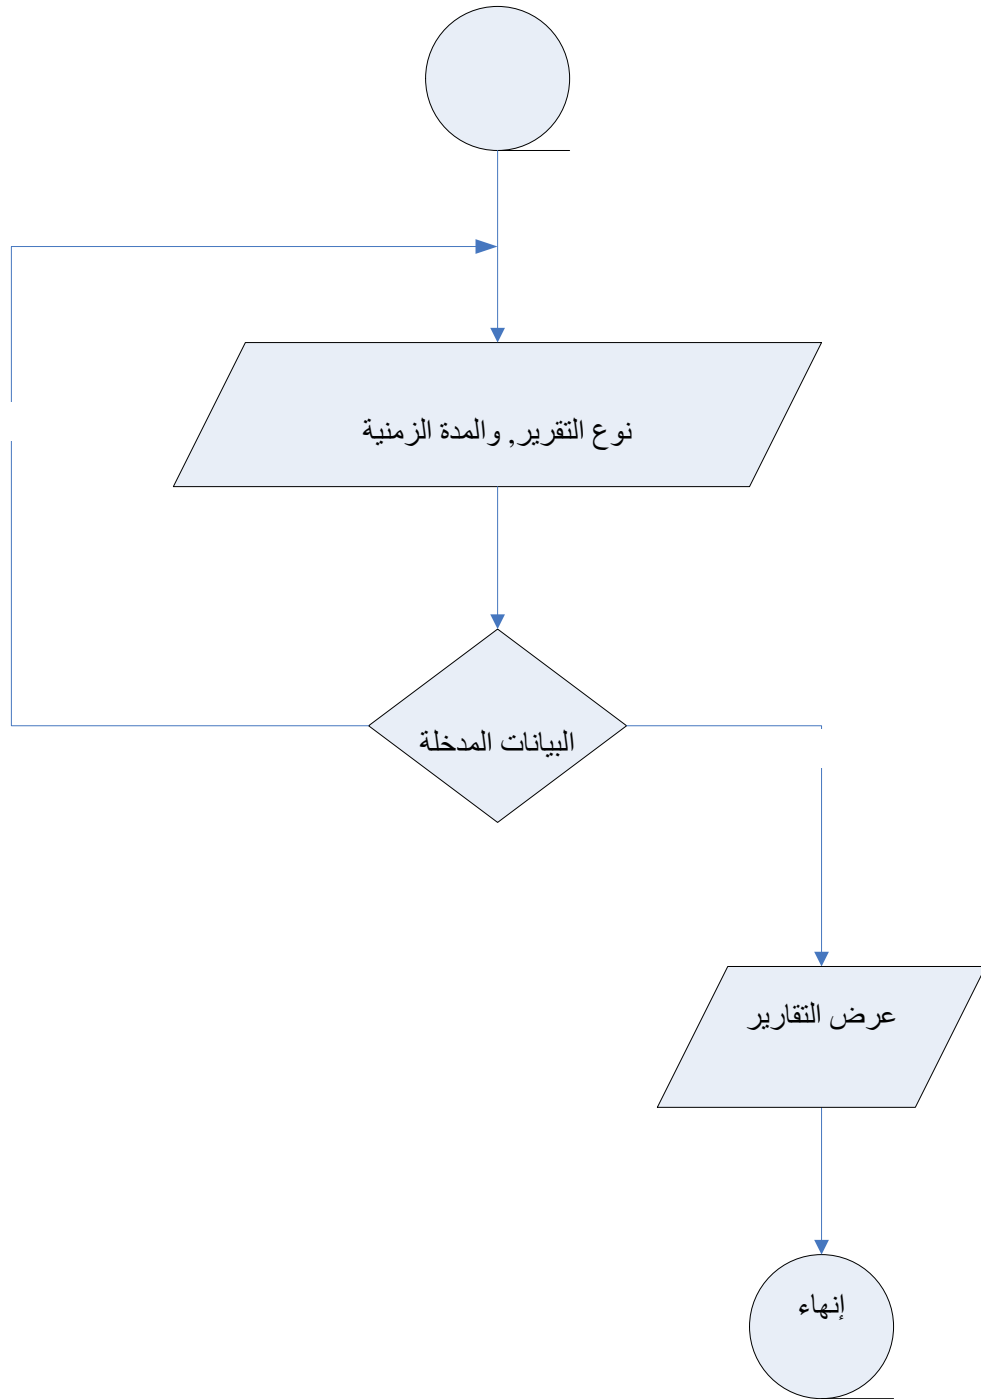 نوع التقرير, والمدة الزمنية
البيانات المدخلة
عرض التقارير
إنهاء